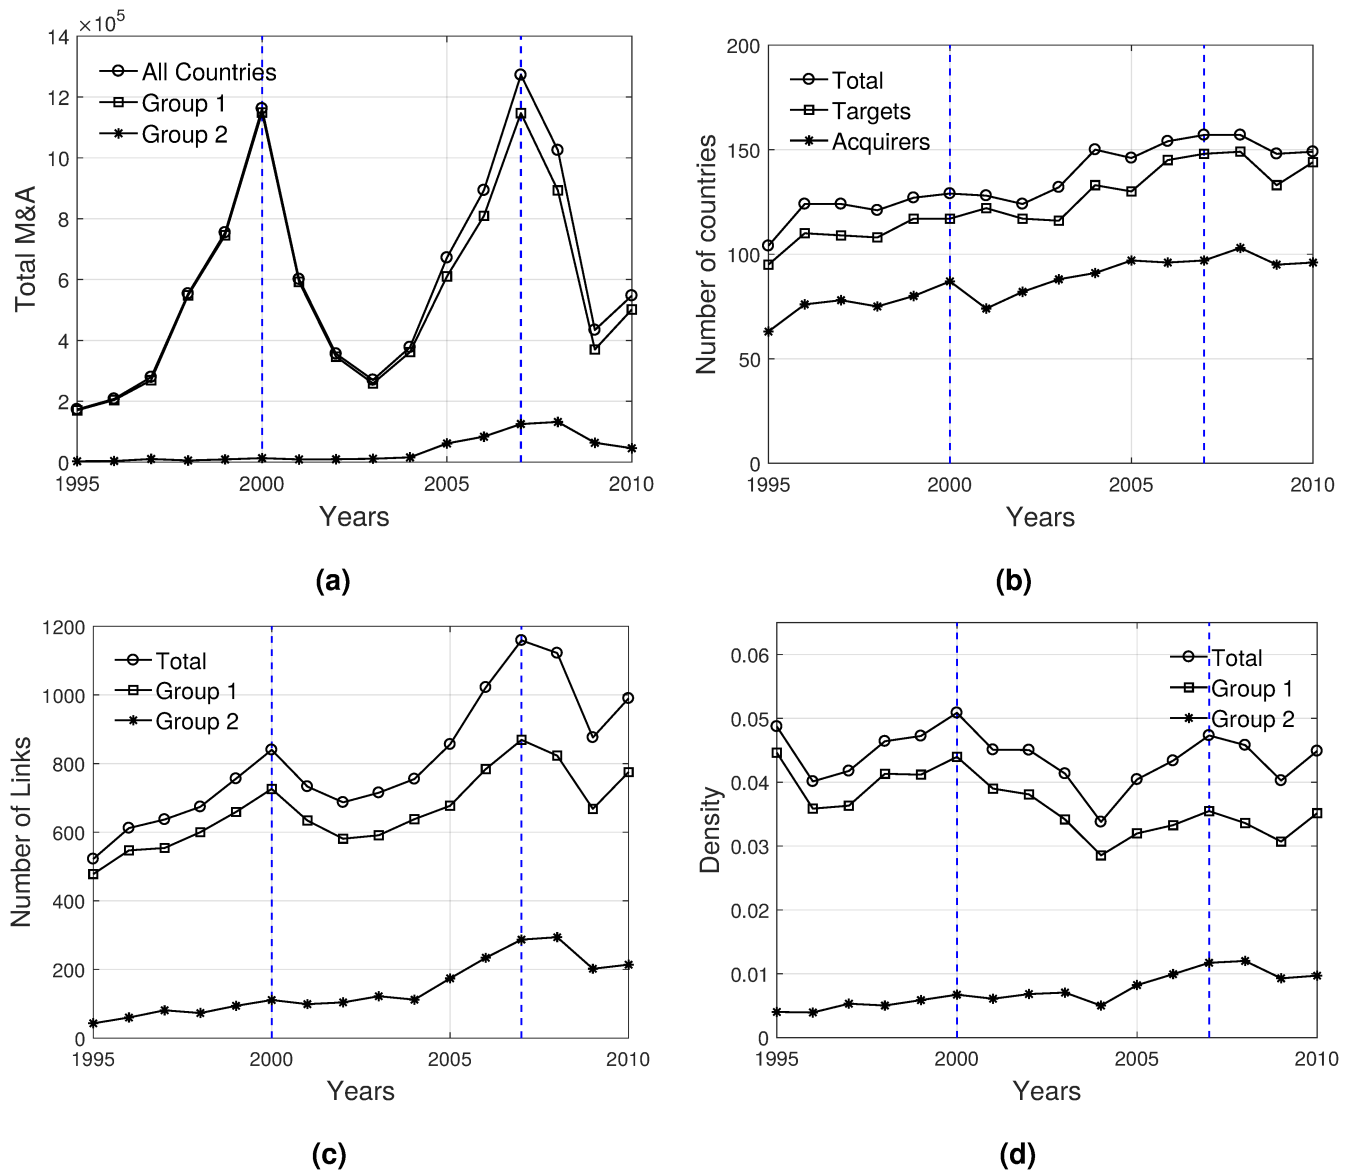 ×10⁵
14
12
10
8
6
4
2
0
Total M&A
All Countries
Group 1
Group 2
1995 2000 2005 2010
Years
(a)
200
150
100
50
0
Number of countries
Total
Targets
Acquirers
1995 2000 2005 2010
Years
(b)
1200
1000
800
600
400
200
0
Number of Links
Total
Group 1
Group 2
1995 2000 2005 2010
Years
(c)
0.06
0.05
0.04
0.03
0.02
0.01
0
Density
Total
Group 1
Group 2
1995 2000 2005 2010
Years
(d)